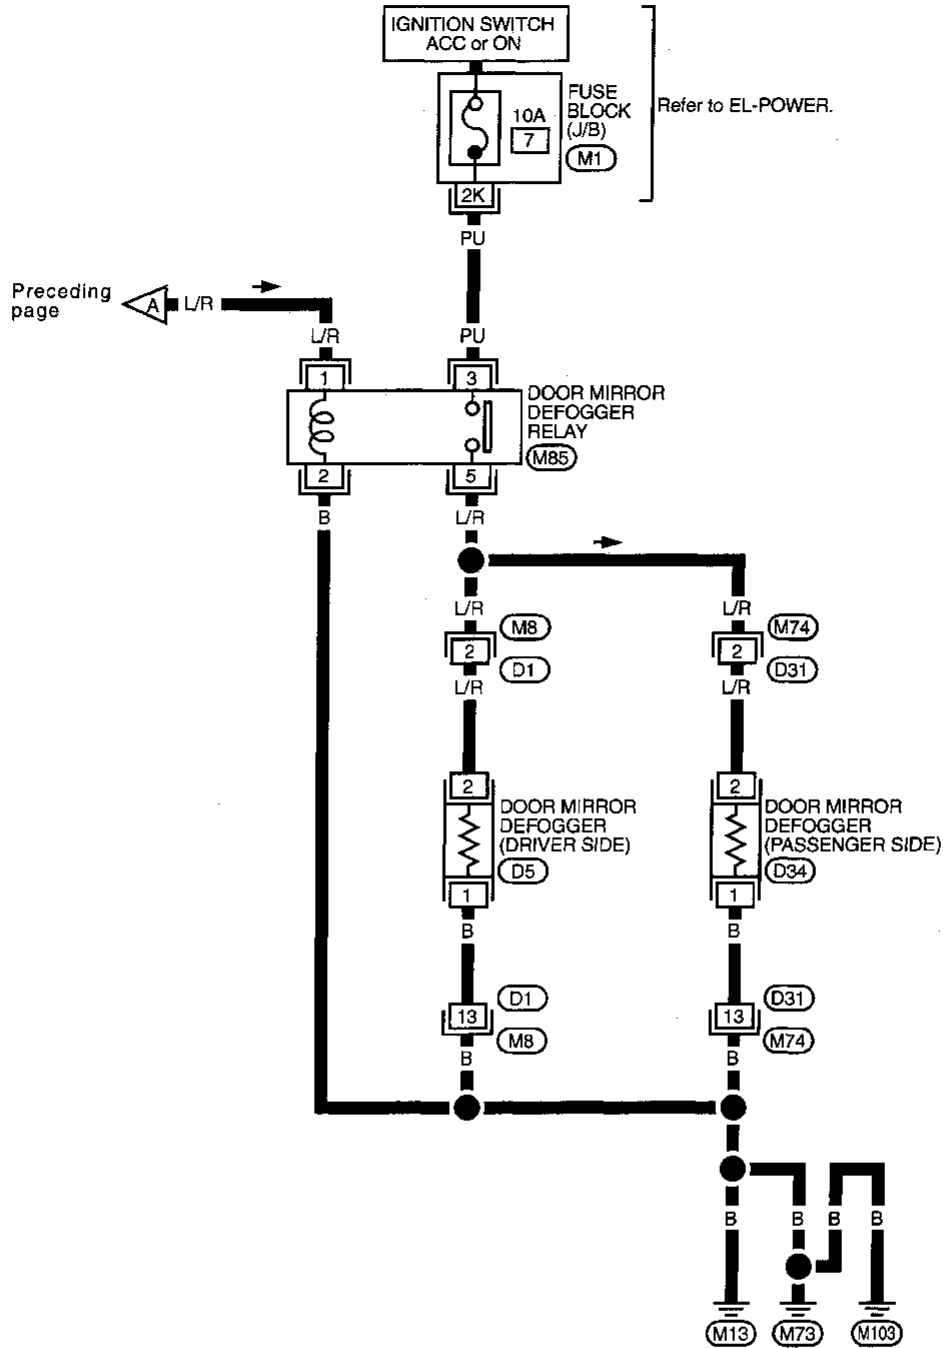 IGNITION SWITCH
ACC or ON
FUSE
BLOCK
(J/B)
M1
10A
7
Refer to EL-POWER.
2K
PU
Preceding
page
A
L/R
L/R
PU
1
3
DOOR MIRROR
DEFOGGER
RELAY
M85
2
5
B
L/R
L/R
M8
2
D1
L/R
L/R
M74
2
D31
L/R
2
DOOR MIRROR
DEFOGGER
(DRIVER SIDE)
D5
1
2
DOOR MIRROR
DEFOGGER
(PASSENGER SIDE)
D34
1
B
B
D1
13
M8
D31
13
M74
B
B
B
B
B
B
M13
M73
M103